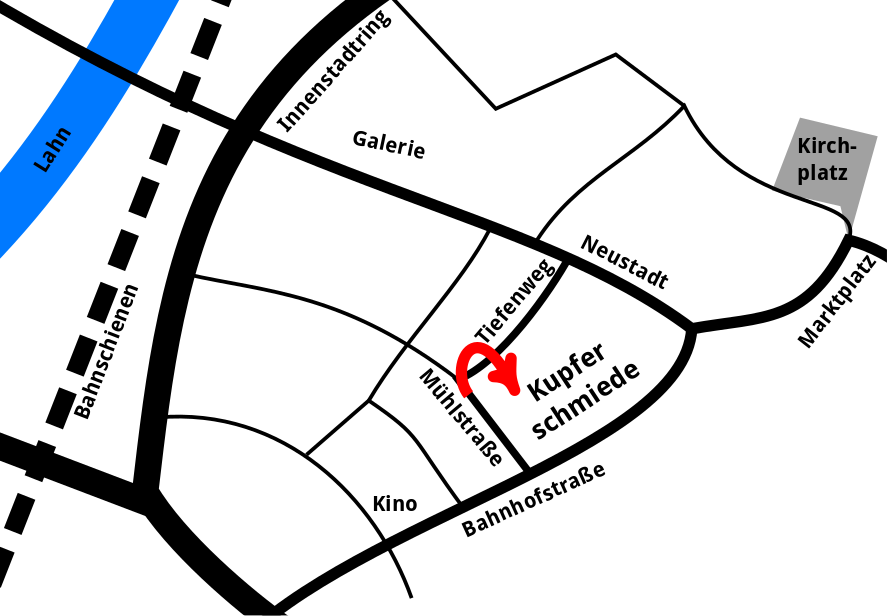 Innenstadtring
Lahn
Galerie
Kirch-
platz
Neustadt
Tiefenweg
Marktplatz
Bahnschienen
Kupfer
schmiede
Mühlstraße
Kino
Bahnhofstraße